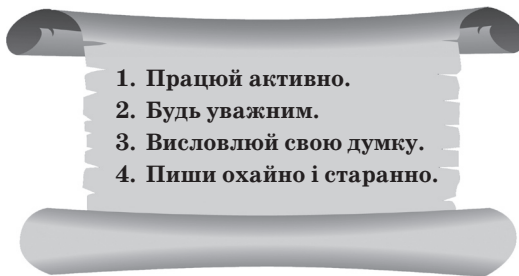 1. Працюй активно.
2. Будь уважним.
3. Висловлюй свою думку.
4. Пиши охайно і старанно.